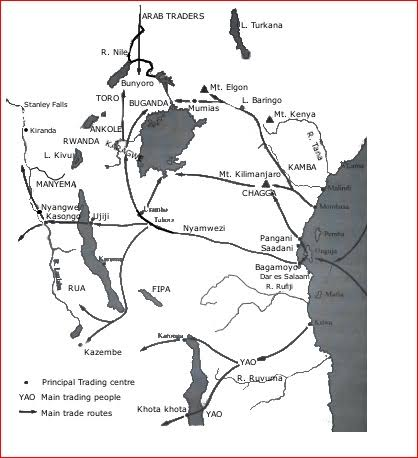 ARAB TRADERS
L. Turkana
R. Nile
Bunyoro
Mt. Elgon
TORO
BUGANDA
Mumias
L. Baringo
Stanley Falls
Mt. Kenya
Kiranda
ANKOLE
R. Tana
RWANDA
KARAGWE
L. Kivu
Mt. Kilimanjaro
KAMBA
Lamu
MANYEMA
CHAGGA
Malindi
Nyangwe
Kasongo
Ujiji
Mombasa
Tabora
Nyamwezi
Pangani
Saadani
Pemba
Unguja
Bagamoyo
Dar es Salaam
R. Rufiji
RUA
FIPA
Mafia
Kilwa
Kazembe
YAO
R. Ruvuma
Khota khota
YAO
Principal Trading centre
YAO Main trading people
Main trade routes